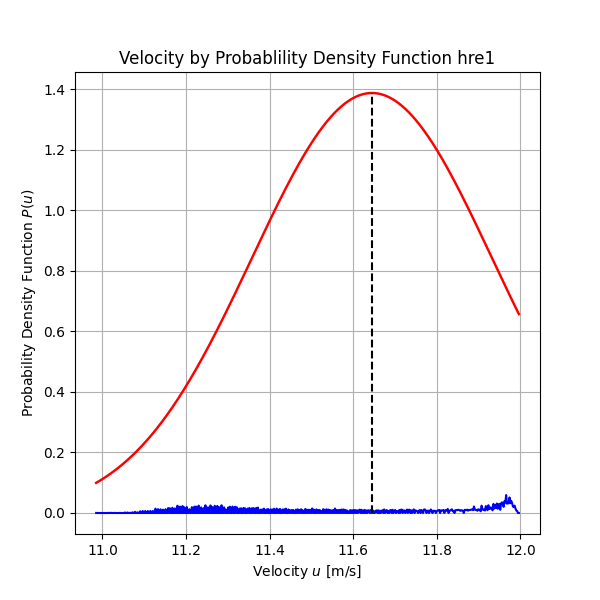 Velocity by Probablility Density Function hre1
Probability Density Function P(u)
1.4
1.2
1.0
0.8
0.6
0.4
0.2
0.0
11.0 11.2 11.4 11.6 11.8 12.0
Velocity u [m/s]